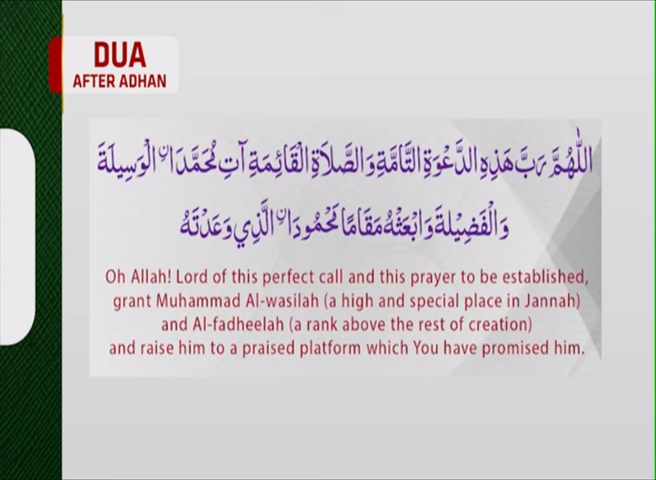 DUA
AFTER ADHAN
اللّٰهُمَّ رَبَّ هَذِهِ الدَّعْوَةِ التَّامَّةِ وَالصَّلَاةِ الْقَائِمَةِ آتِ مُحَمَّدَا نِ الْوَسِيلَةَ
وَالْفَضِيْلَةَ وَابْعَثْهُ مَقَامًا مَحْمُودَا نِ الَّذِي وَعَدْتَهُ
Oh Allah! Lord of this perfect call and this prayer to be established,
grant Muhammad Al-wasilah (a high and special place in Jannah)
and Al-fadheelah (a rank above the rest of creation)
and raise him to a praised platform which You have promised him.